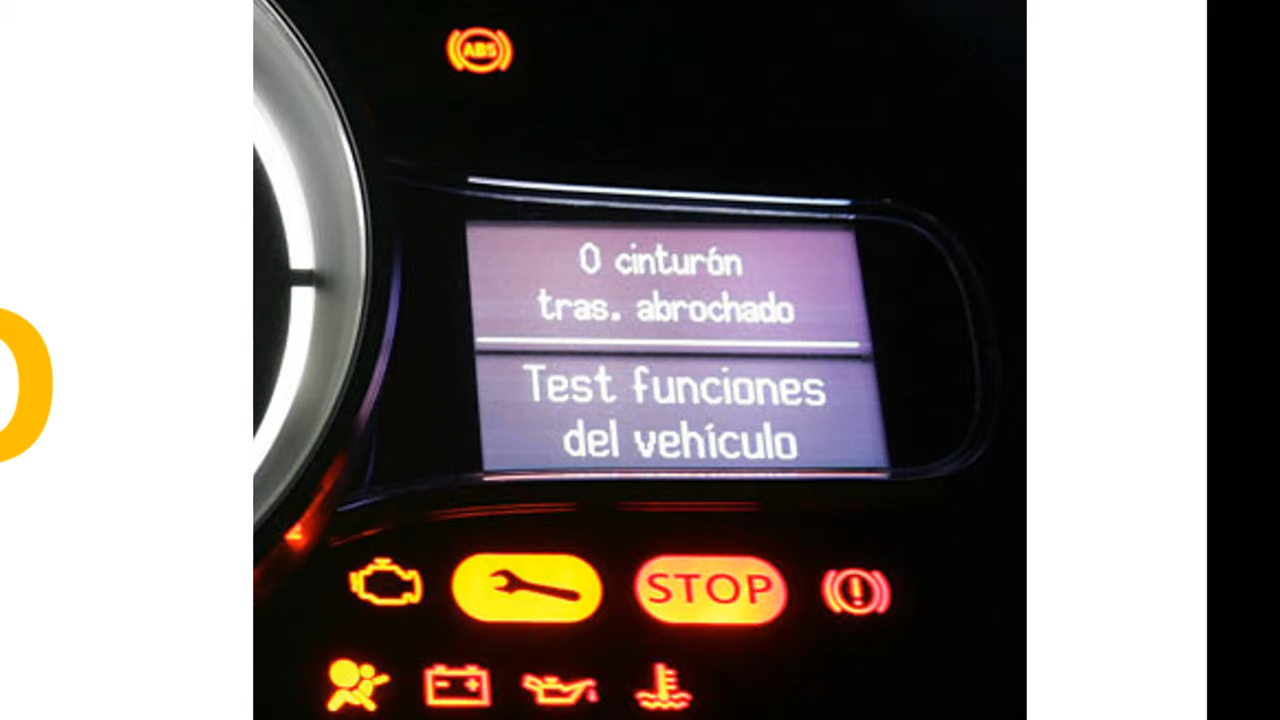 ABS
0 cinturón
tras. abrochado
Test funciones
del vehículo
STOP